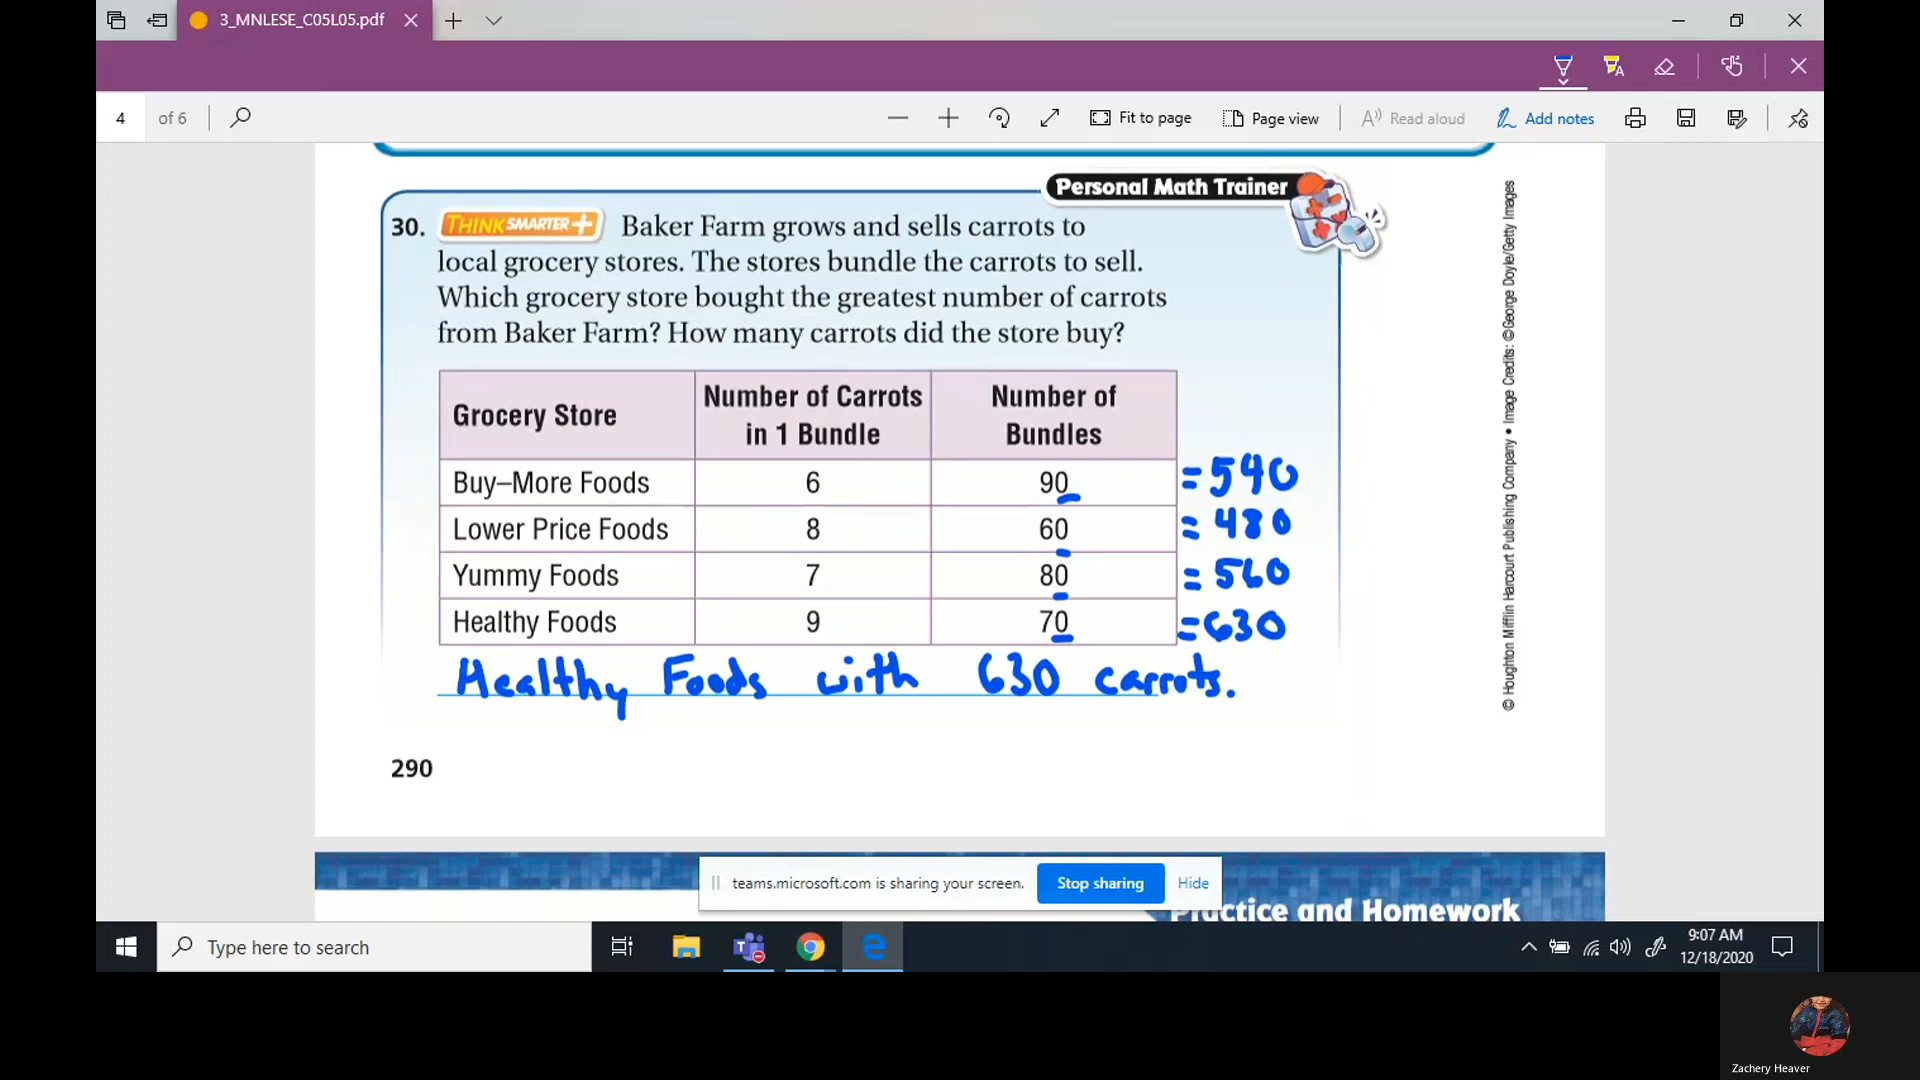 3_MNLESE_C05L05.pdf
4 of 6
Fit to page
Page view
Read aloud
Add notes
Personal Math Trainer
30. THINK SMARTER + Baker Farm grows and sells carrots to
local grocery stores. The stores bundle the carrots to sell.
Which grocery store bought the greatest number of carrots
from Baker Farm? How many carrots did the store buy?
Grocery Store Number of Carrots in 1 Bundle Number of Bundles
Buy–More Foods 6 90 = 540
Lower Price Foods 8 60 = 480
Yummy Foods 7 80 = 560
Healthy Foods 9 70 = 630
Healthy Foods with 630 carrots.
290
© Houghton Mifflin Harcourt Publishing Company • Image Credits: ©George Doyle/Getty Images
teams.microsoft.com is sharing your screen. Stop sharing Hide
Practice and Homework
Type here to search
9:07 AM
12/18/2020
Zachery Heaver